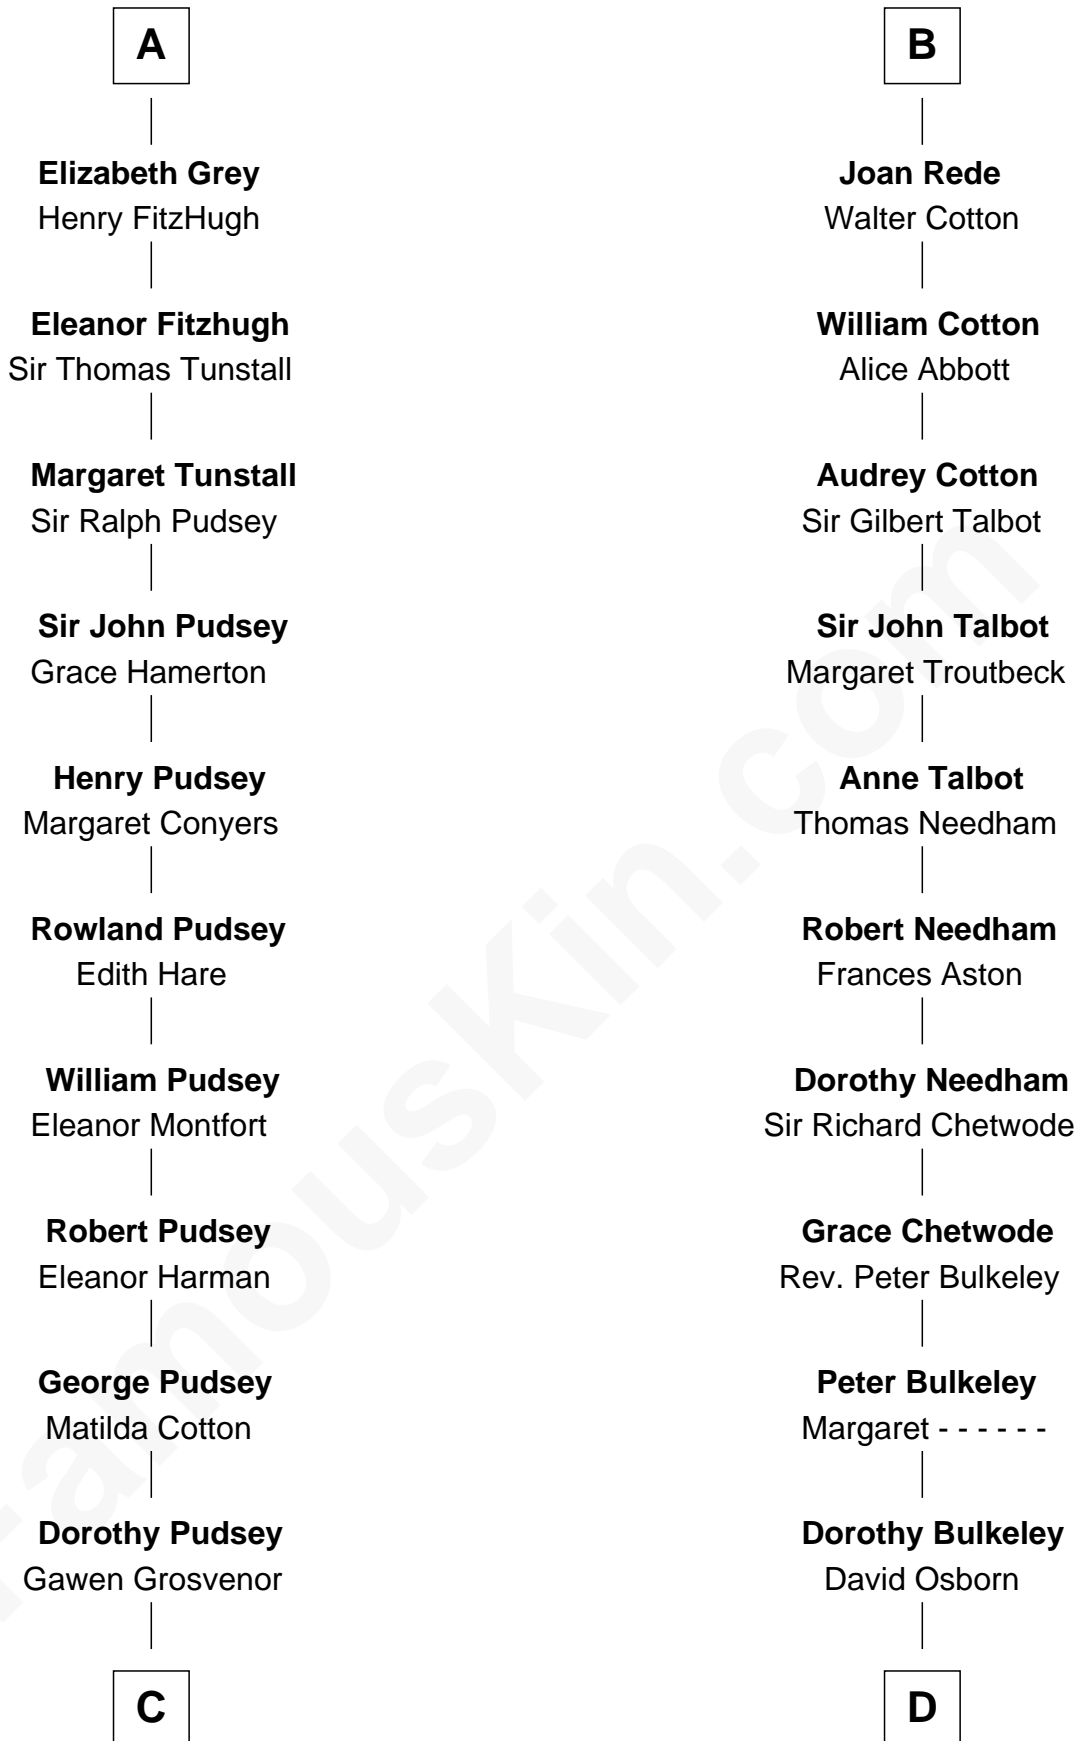 A
Elizabeth Grey
Henry FitzHugh
Eleanor Fitzhugh
Sir Thomas Tunstall
Margaret Tunstall
Sir Ralph Pudsey
Sir John Pudsey
Grace Hamerton
Henry Pudsey
Margaret Conyers
Rowland Pudsey
Edith Hare
William Pudsey
Eleanor Montfort
Robert Pudsey
Eleanor Harman
George Pudsey
Matilda Cotton
Dorothy Pudsey
Gawen Grosvenor
C
B
Joan Rede
Walter Cotton
William Cotton
Alice Abbott
Audrey Cotton
Sir Gilbert Talbot
Sir John Talbot
Margaret Troutbeck
Anne Talbot
Thomas Needham
Robert Needham
Frances Aston
Dorothy Needham
Sir Richard Chetwode
Grace Chetwode
Rev. Peter Bulkeley
Peter Bulkeley
Margaret - - - - - -
Dorothy Bulkeley
David Osborn
D
FamousKin.com